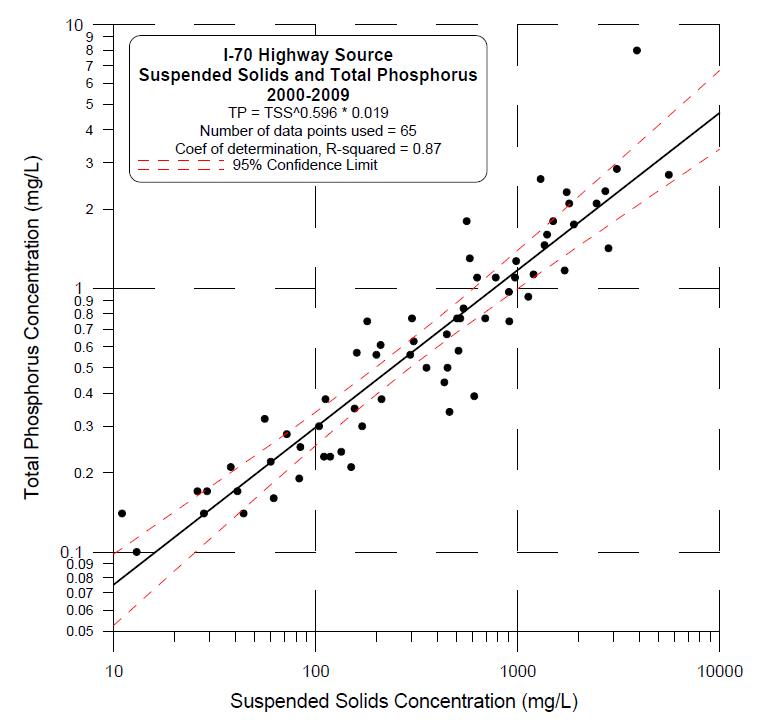 I-70 Highway Source
Suspended Solids and Total Phosphorus
2000-2009
TP = TSS^0.596 * 0.019
Number of data points used = 65
Coef of determination, R-squared = 0.87
95% Confidence Limit
Total Phosphorus Concentration (mg/L)
10
9
8
7
6
5
4
3
2
1
0.9
0.8
0.7
0.6
0.5
0.4
0.3
0.2
0.1
0.09
0.08
0.07
0.06
0.05
10 100 1000 10000
Suspended Solids Concentration (mg/L)